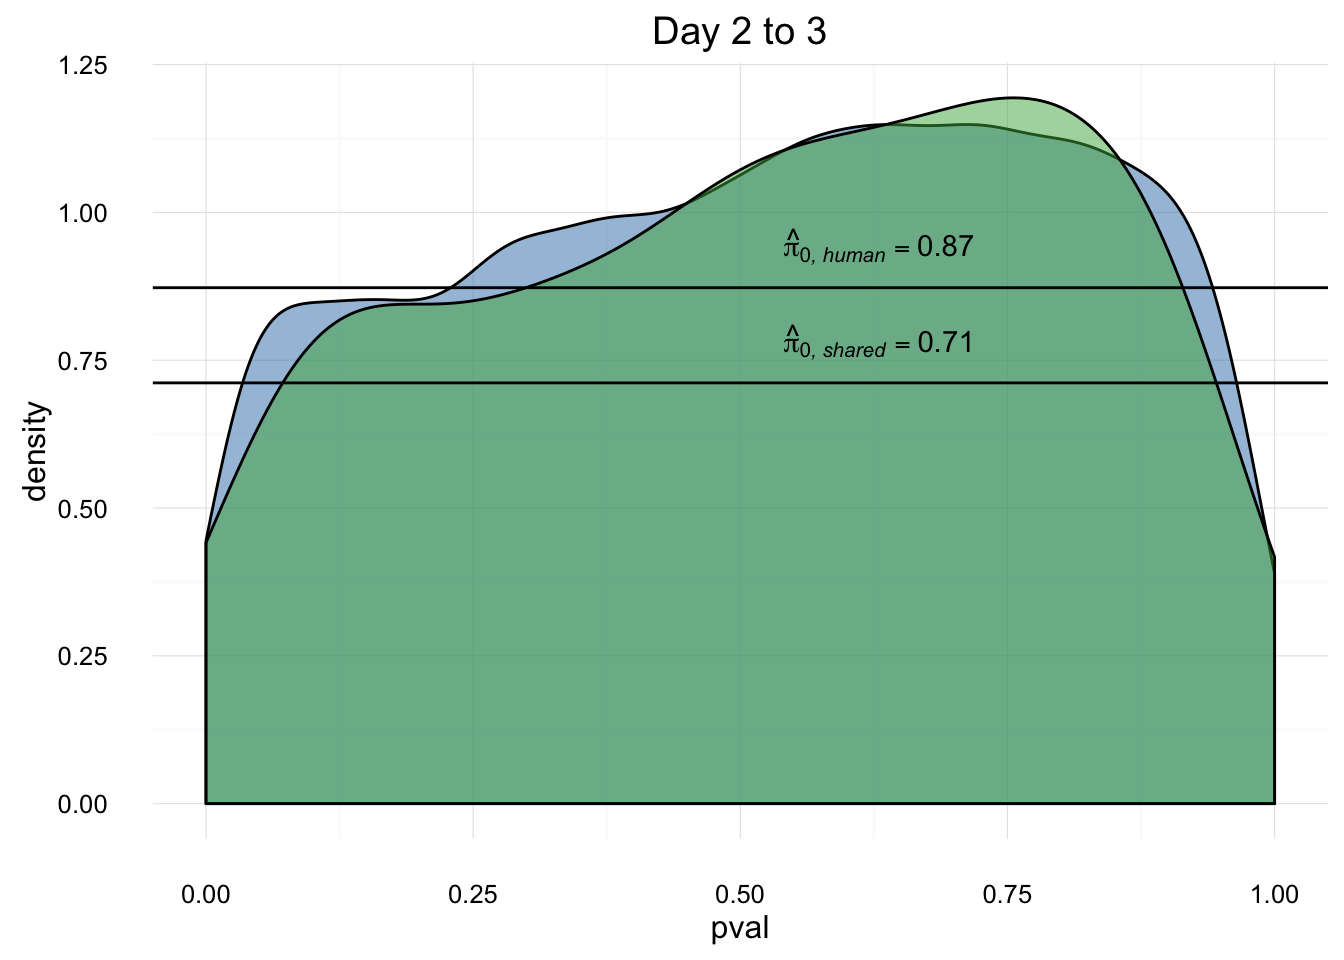 Day 2 to 3
1.25
1.00
0.75
0.50
0.25
0.00
density
π̂0, human = 0.87
π̂0, shared = 0.71
0.00 0.25 0.50 0.75 1.00
pval